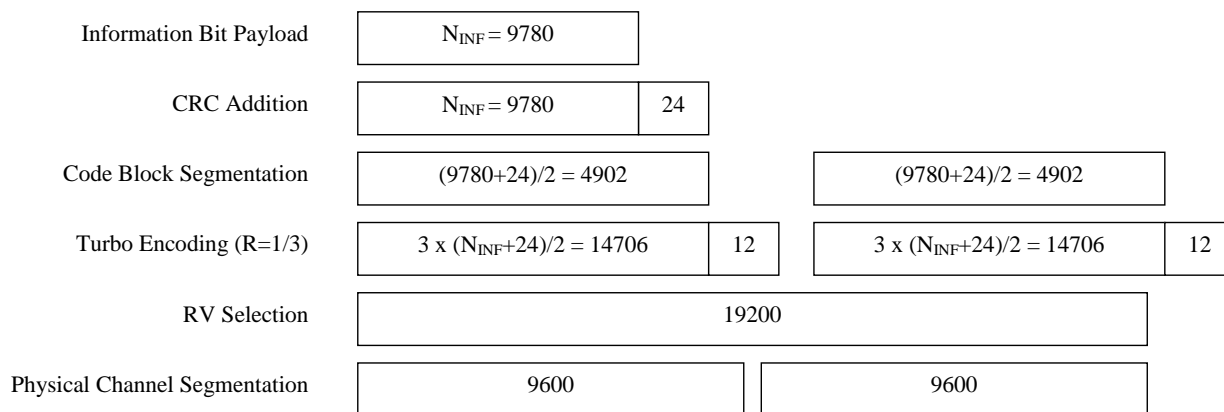 Information Bit Payload N_INF = 9780
CRC Addition N_INF = 9780 24
Code Block Segmentation (9780+24)/2 = 4902 (9780+24)/2 = 4902
Turbo Encoding (R=1/3) 3 x (N_INF+24)/2 = 14706 12 3 x (N_INF+24)/2 = 14706 12
RV Selection 19200
Physical Channel Segmentation 9600 9600